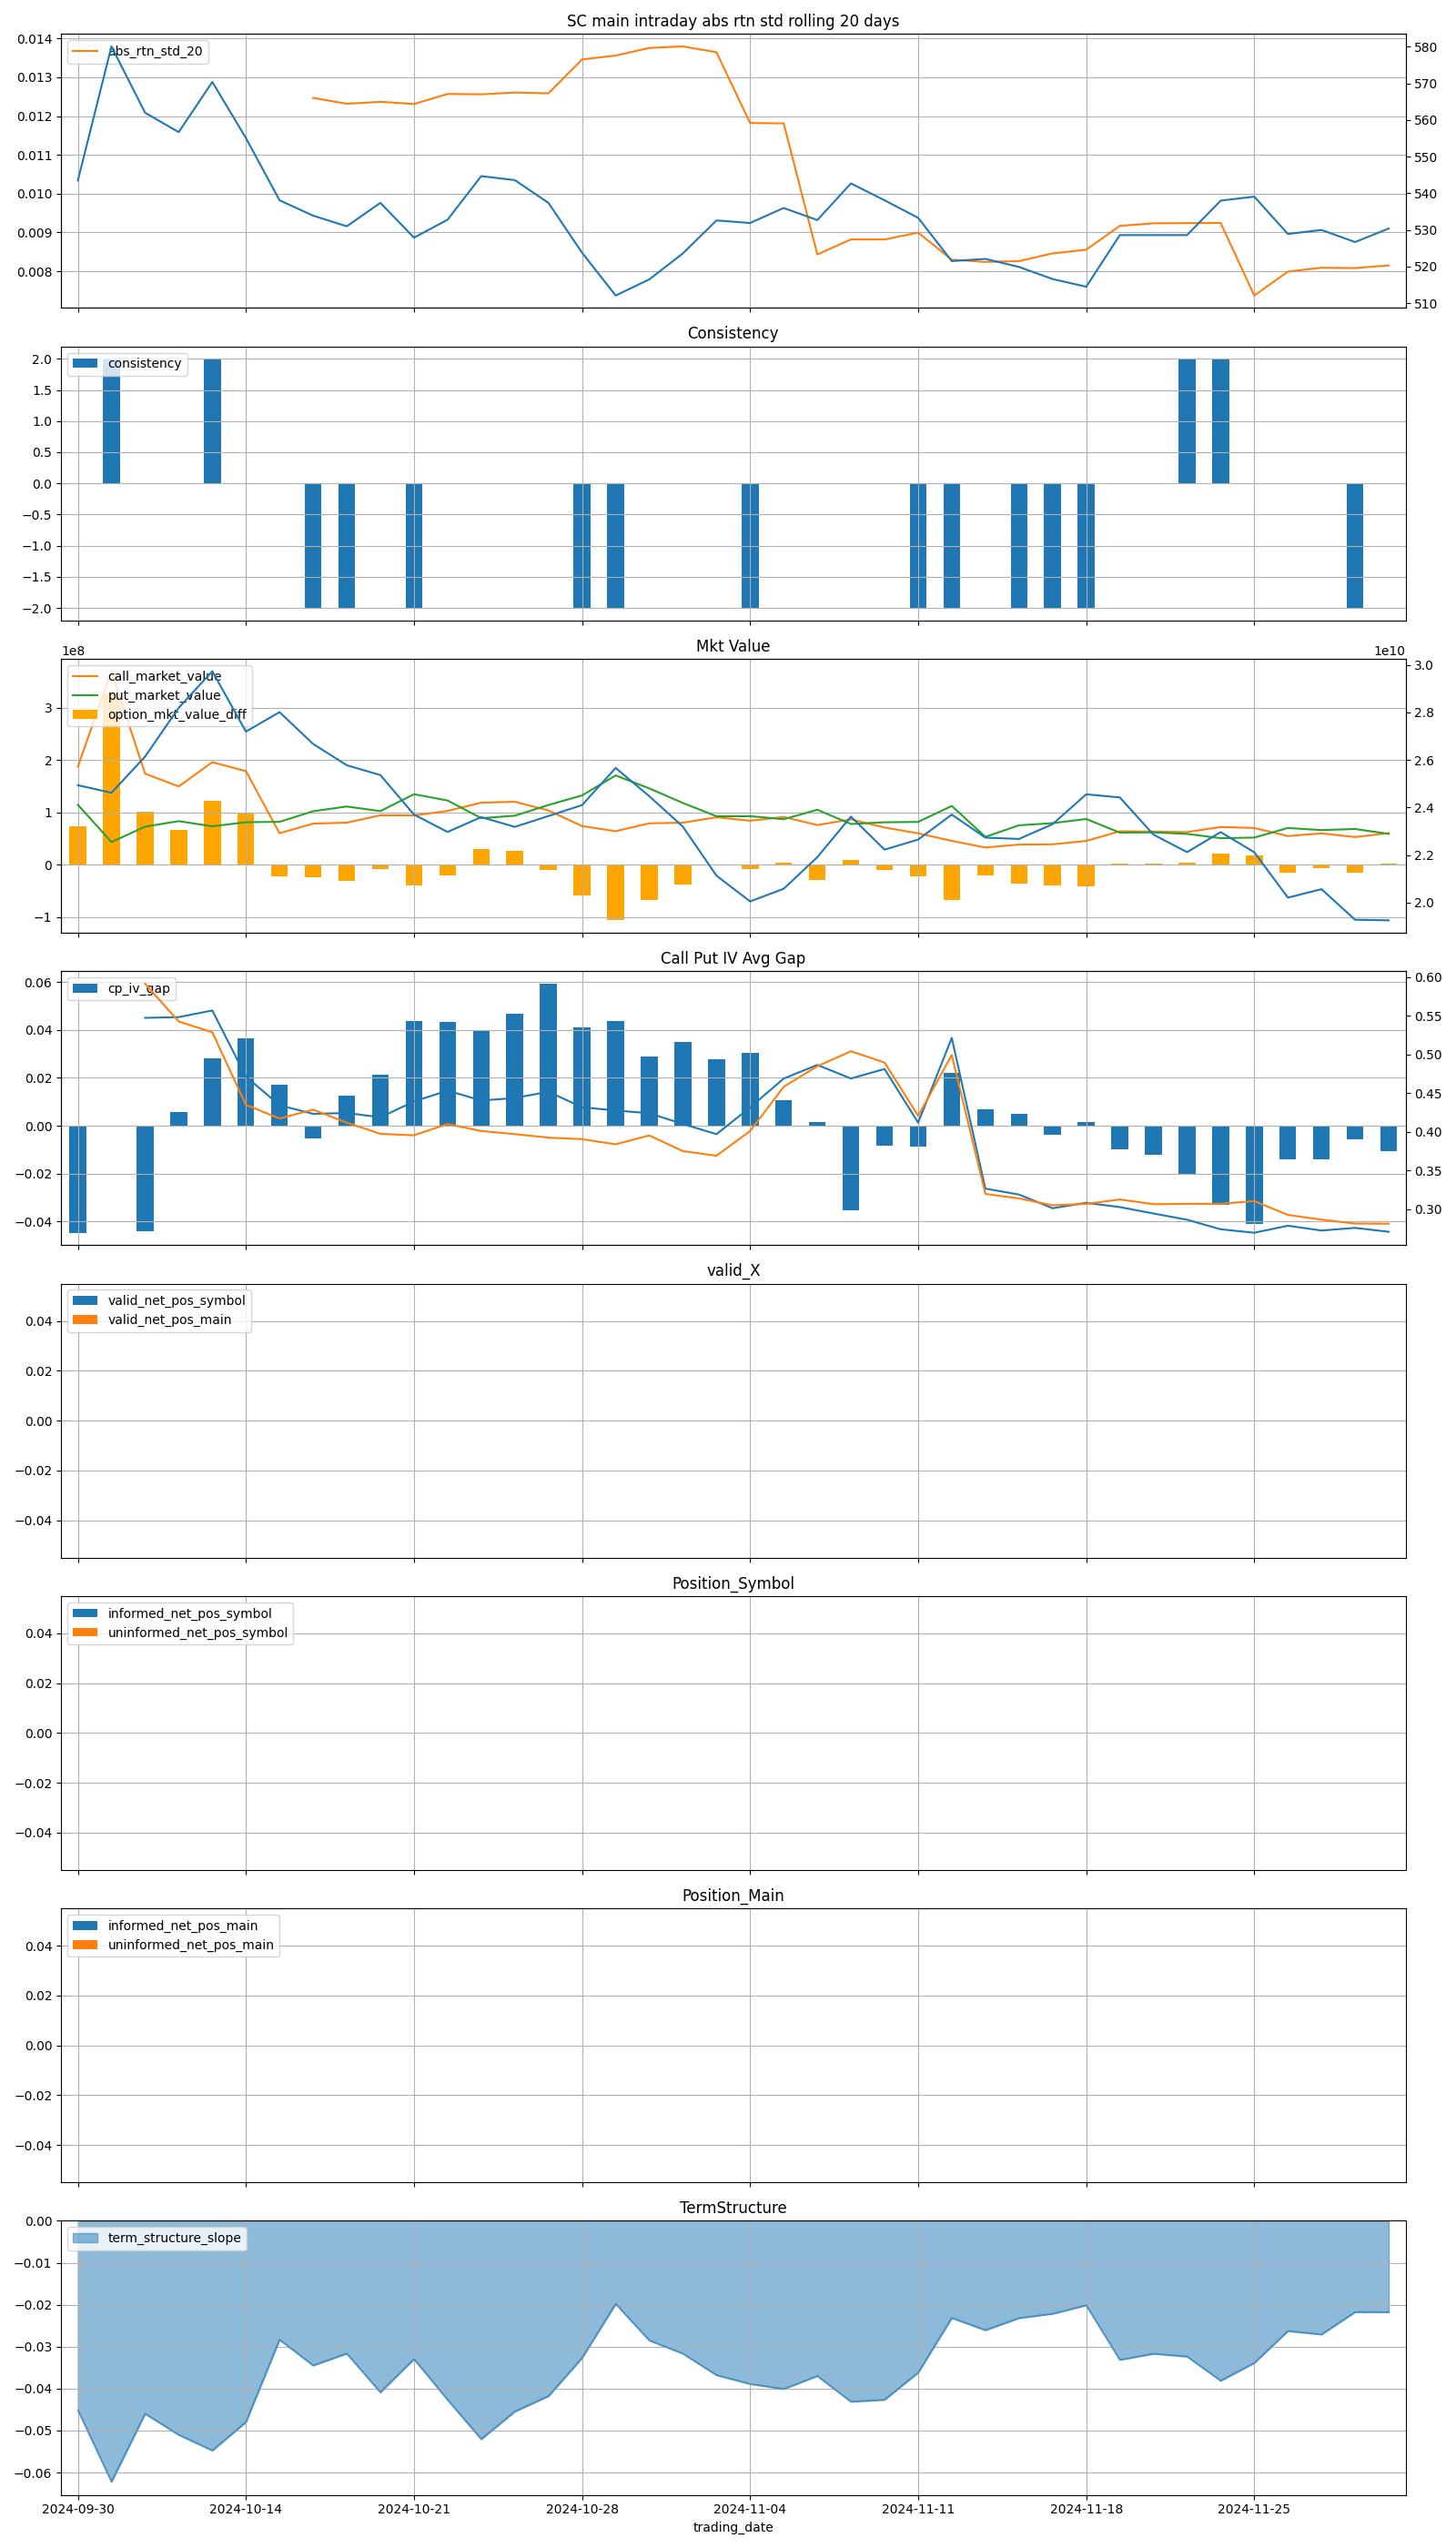 SC main intraday abs rtn std rolling 20 days
abs_rtn_std_20
0.014
0.013
0.012
0.011
0.010
0.009
0.008
580
570
560
550
540
530
520
510
Consistency
consistency
2.0
1.5
1.0
0.5
0.0
−0.5
−1.0
−1.5
−2.0
Mkt Value
1e8
1e10
call_market_value
put_market_value
option_mkt_value_diff
3
2
1
0
−1
3.0
2.8
2.6
2.4
2.2
2.0
Call Put IV Avg Gap
cp_iv_gap
0.06
0.04
0.02
0.00
−0.02
−0.04
0.60
0.55
0.50
0.45
0.40
0.35
0.30
valid_X
valid_net_pos_symbol
valid_net_pos_main
0.04
0.02
0.00
−0.02
−0.04
Position_Symbol
informed_net_pos_symbol
uninformed_net_pos_symbol
0.04
0.02
0.00
−0.02
−0.04
Position_Main
informed_net_pos_main
uninformed_net_pos_main
0.04
0.02
0.00
−0.02
−0.04
TermStructure
term_structure_slope
0.00
−0.01
−0.02
−0.03
−0.04
−0.05
−0.06
2024-09-30 2024-10-14 2024-10-21 2024-10-28 2024-11-04 2024-11-11 2024-11-18 2024-11-25
trading_date